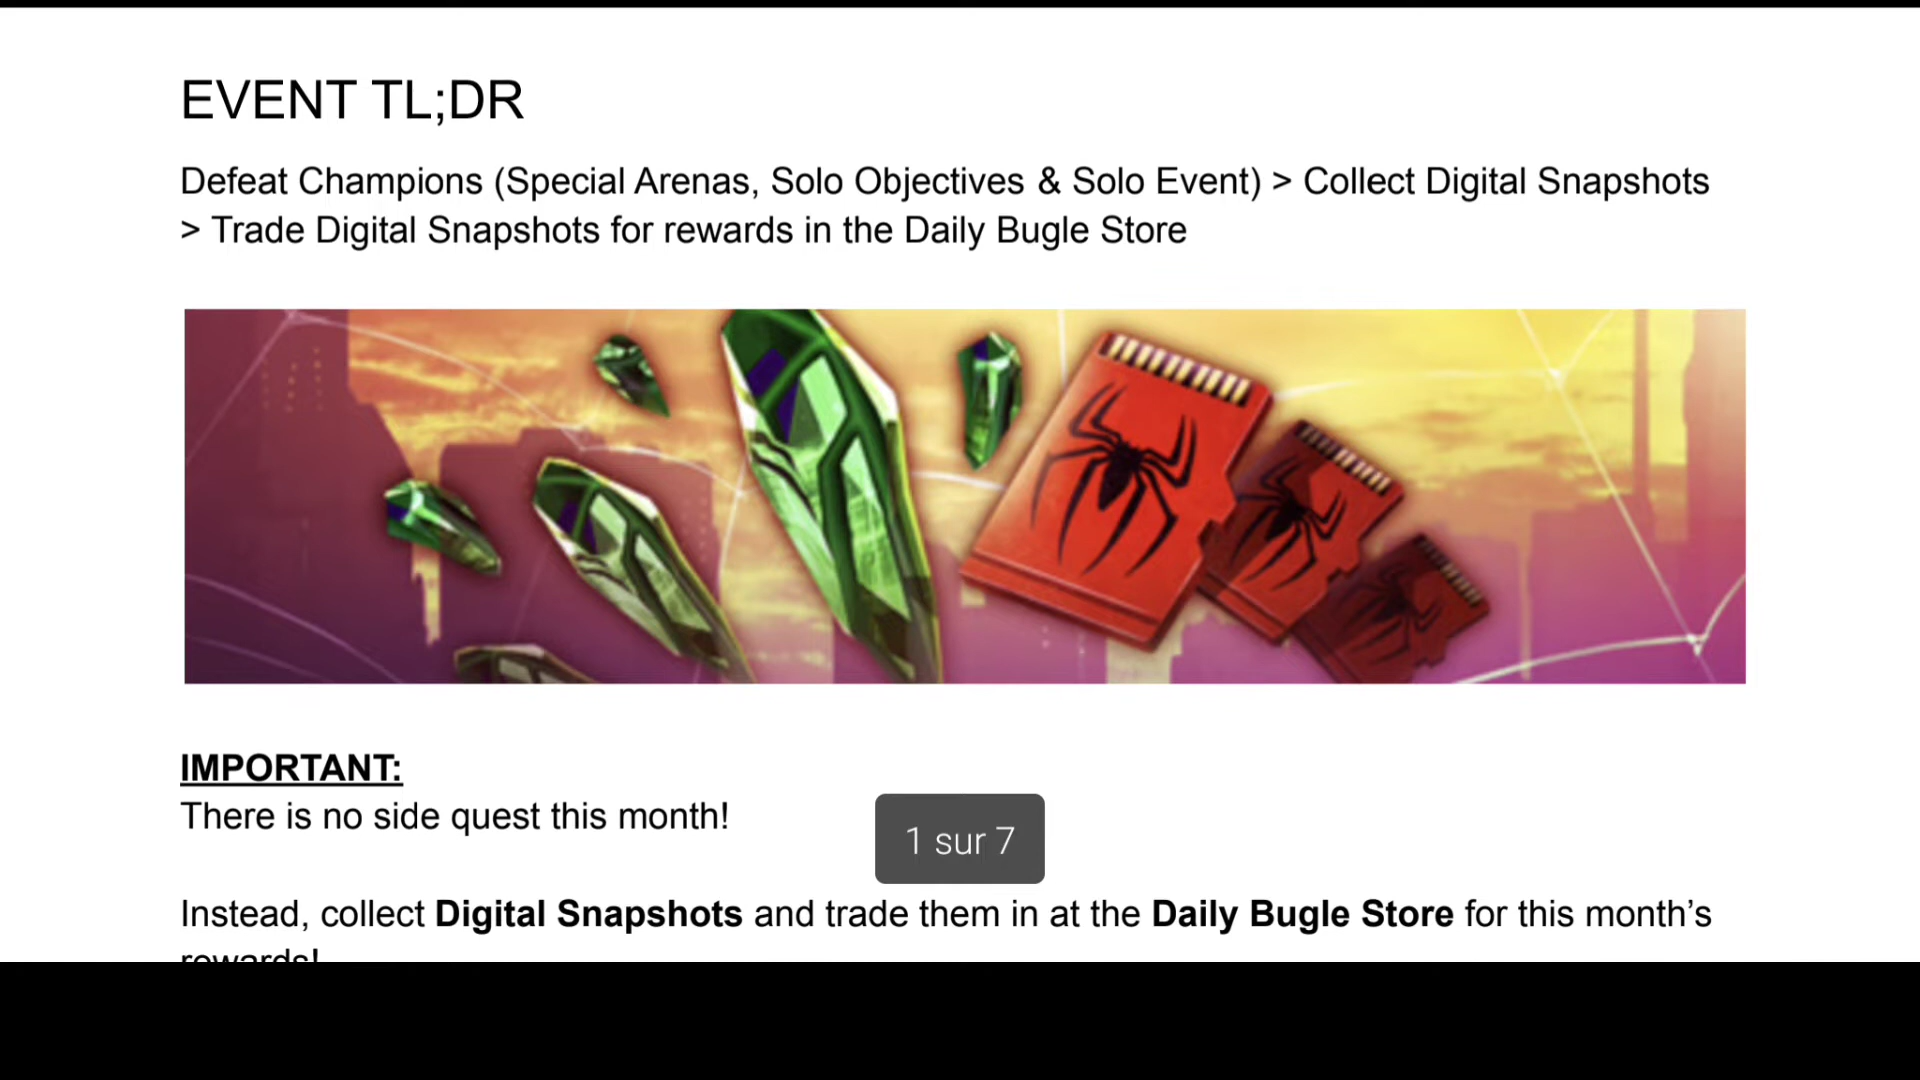 EVENT TL;DR
Defeat Champions (Special Arenas, Solo Objectives & Solo Event) > Collect Digital Snapshots
> Trade Digital Snapshots for rewards in the Daily Bugle Store
IMPORTANT:
There is no side quest this month!
1 sur 7
Instead, collect Digital Snapshots and trade them in at the Daily Bugle Store for this month’s
rewards!